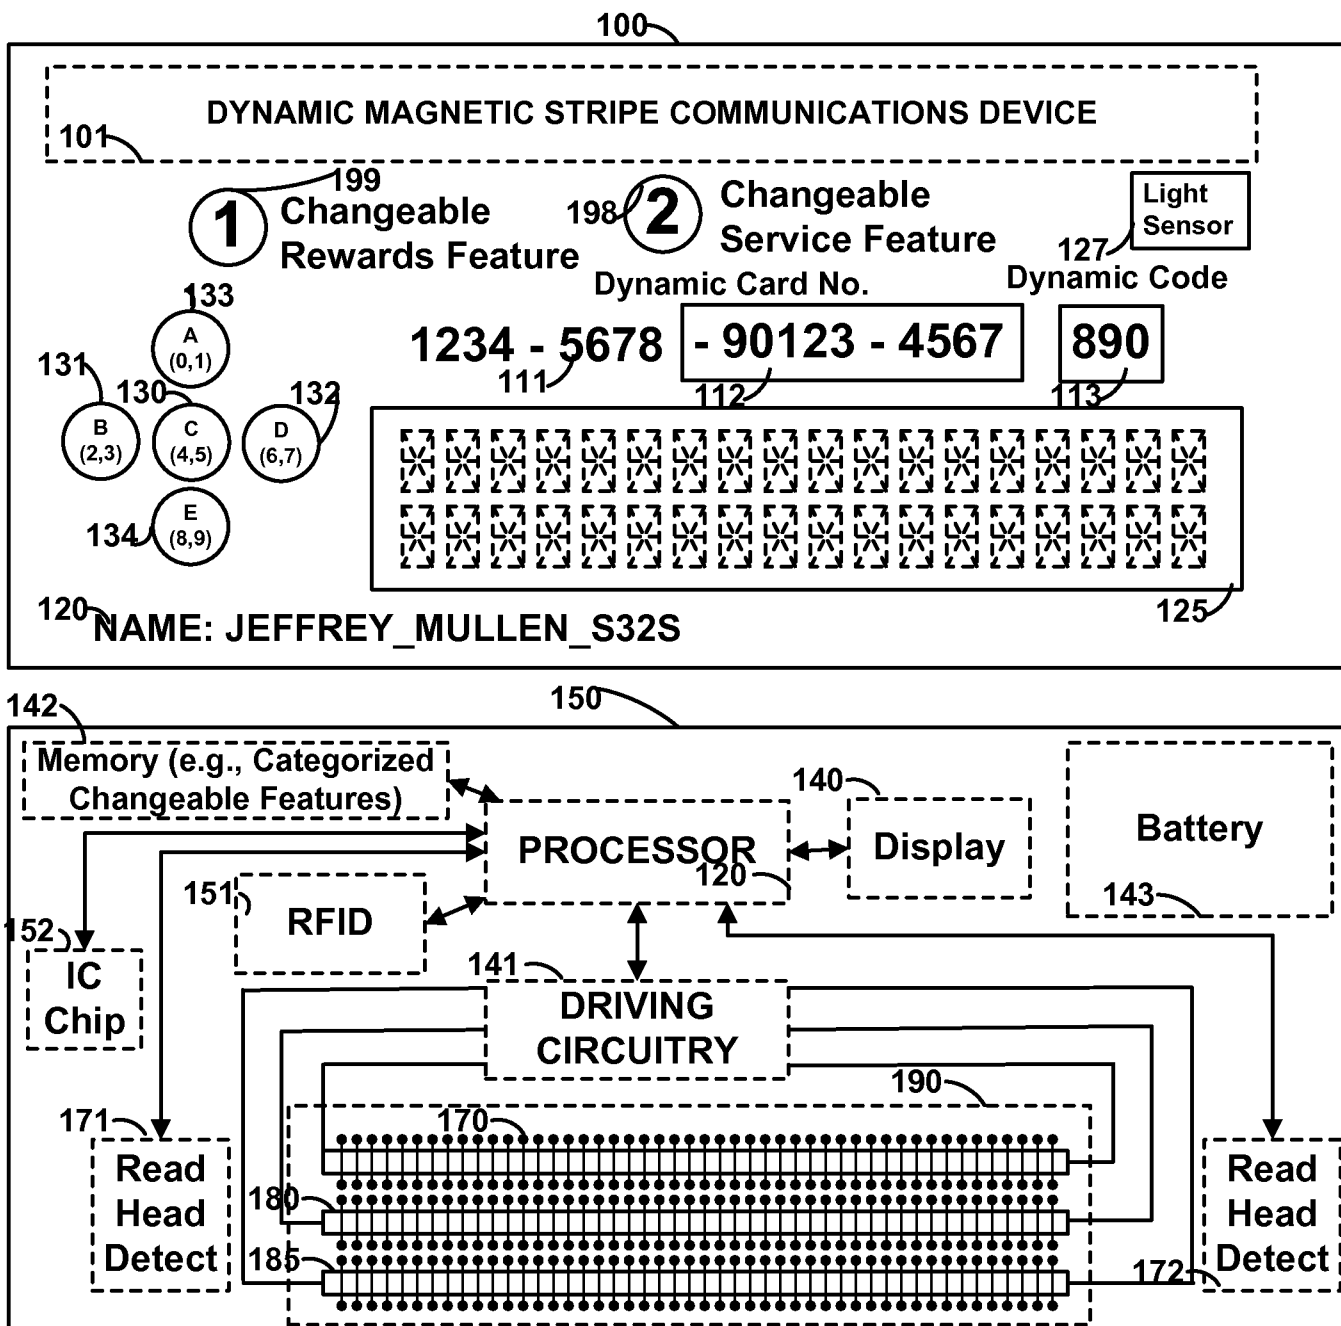 100
DYNAMIC MAGNETIC STRIPE COMMUNICATIONS DEVICE
101
199
1
Changeable
Rewards Feature
198
2
Changeable
Service Feature
Light
Sensor
127
133
Dynamic Card No.
Dynamic Code
A
(0,1)
1234 - 5678
- 90123 - 4567
890
111
112
113
131
130
132
B
(2,3)
C
(4,5)
D
(6,7)
E
(8,9)
134
125
120
NAME: JEFFREY_MULLEN_S32S
142
150
Memory (e.g., Categorized
Changeable Features)
140
PROCESSOR
120
Display
Battery
143
151
RFID
152
IC
Chip
141
DRIVING
CIRCUITRY
190
171
170
Read
Head
Detect
180
185
Read
Head
Detect
172